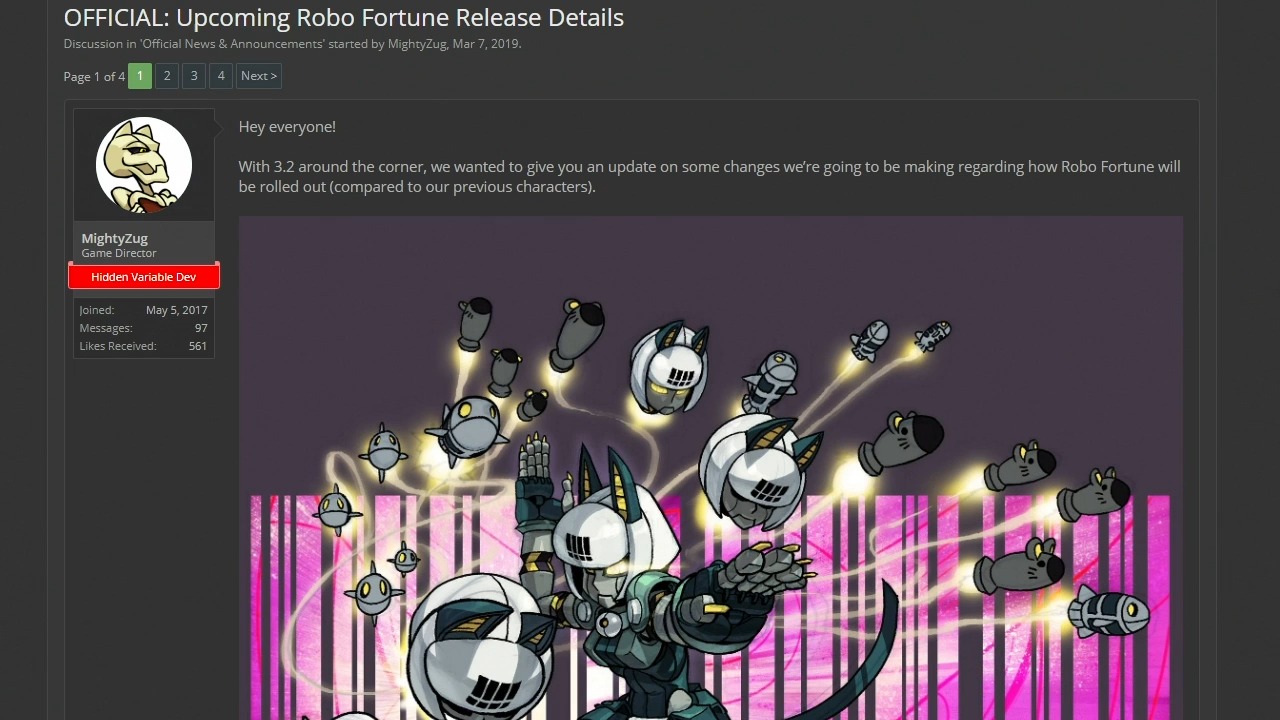 OFFICIAL: Upcoming Robo Fortune Release Details
Discussion in 'Official News & Announcements' started by MightyZug, Mar 7, 2019.
Page 1 of 4 1 2 3 4 Next >
Hey everyone!
With 3.2 around the corner, we wanted to give you an update on some changes we’re going to be making regarding how Robo Fortune will
be rolled out (compared to our previous characters).
MightyZug
Game Director
Hidden Variable Dev
Joined: May 5, 2017
Messages: 97
Likes Received: 561